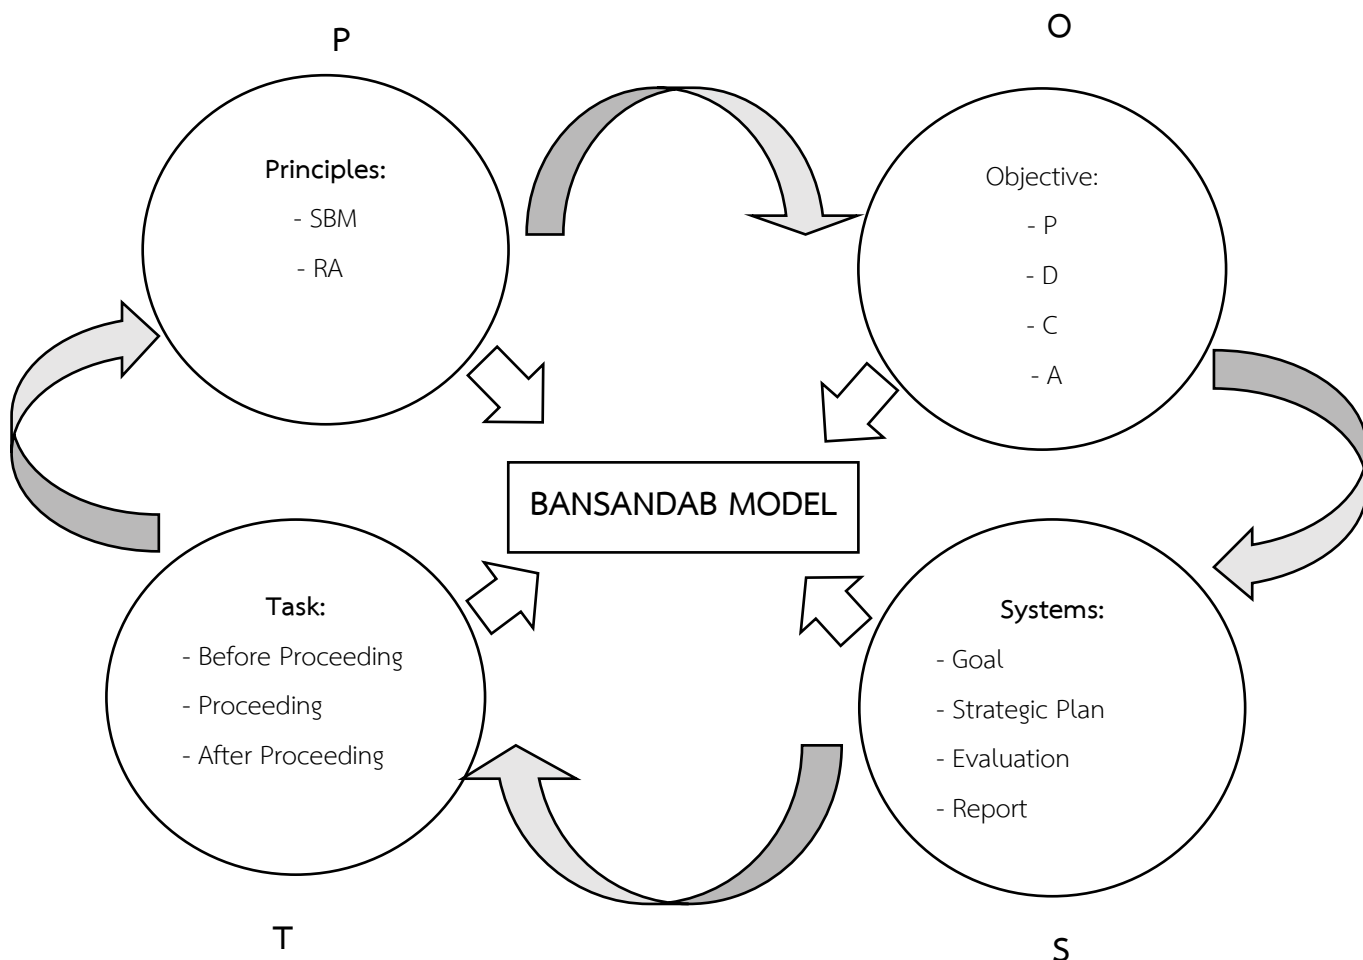 P
Principles:
- SBM
- RA
O
Objective:
- P
- D
- C
- A
BANSANDAB MODEL
Task:
- Before Proceeding
- Proceeding
- After Proceeding
T
Systems:
- Goal
- Strategic Plan
- Evaluation
- Report
S